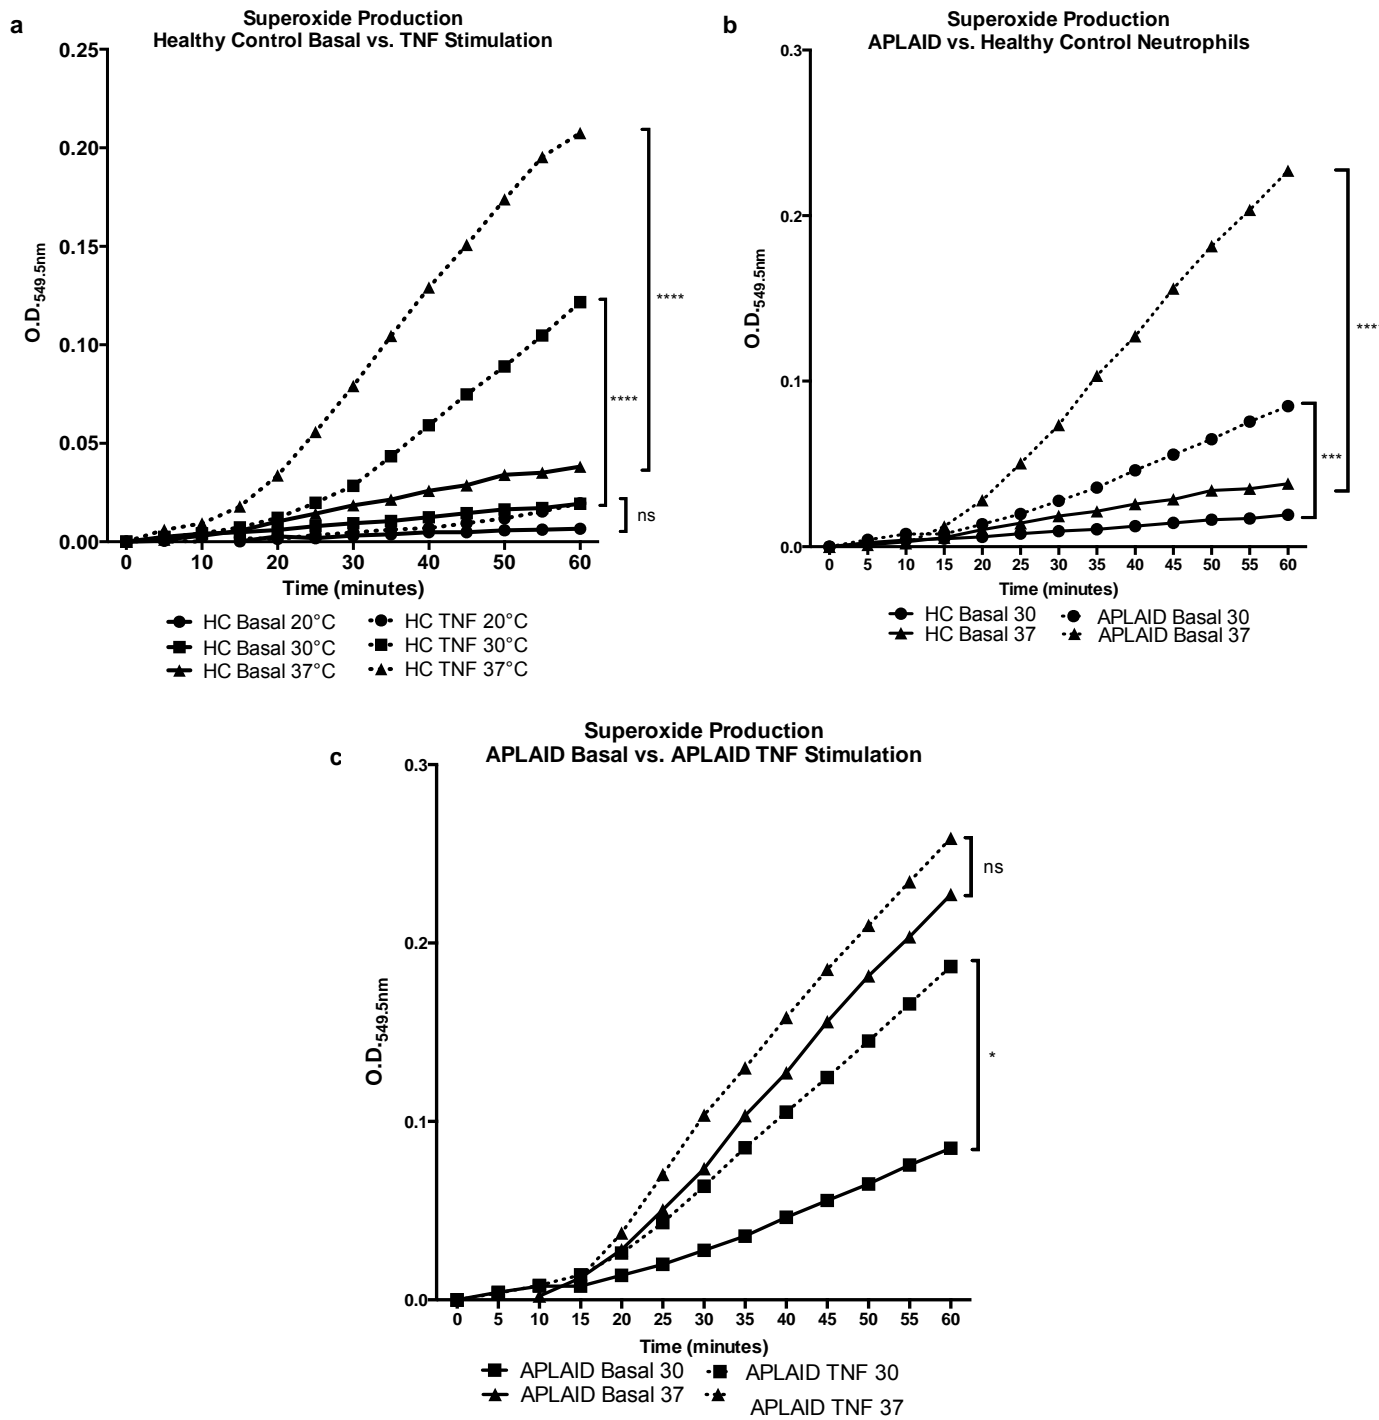 a
Superoxide Production
Healthy Control Basal vs. TNF Stimulation
0.25
0.20
0.15
0.10
0.05
0.00
O.D.549.5nm
0 10 20 30 40 50 60
Time (minutes)
****
****
ns
HC Basal 20°C HC TNF 20°C
HC Basal 30°C HC TNF 30°C
HC Basal 37°C HC TNF 37°C
b
Superoxide Production
APLAID vs. Healthy Control Neutrophils
0.3
0.2
0.1
0.0
O.D.549.5nm
0 5 10 15 20 25 30 35 40 45 50 55 60
Time (minutes)
***
***
HC Basal 30 APLAID Basal 30
HC Basal 37 APLAID Basal 37
c
Superoxide Production
APLAID Basal vs. APLAID TNF Stimulation
0.3
0.2
0.1
0.0
O.D.549.5nm
0 5 10 15 20 25 30 35 40 45 50 55 60
Time (minutes)
ns
*
APLAID Basal 30 APLAID TNF 30
APLAID Basal 37 APLAID TNF 37